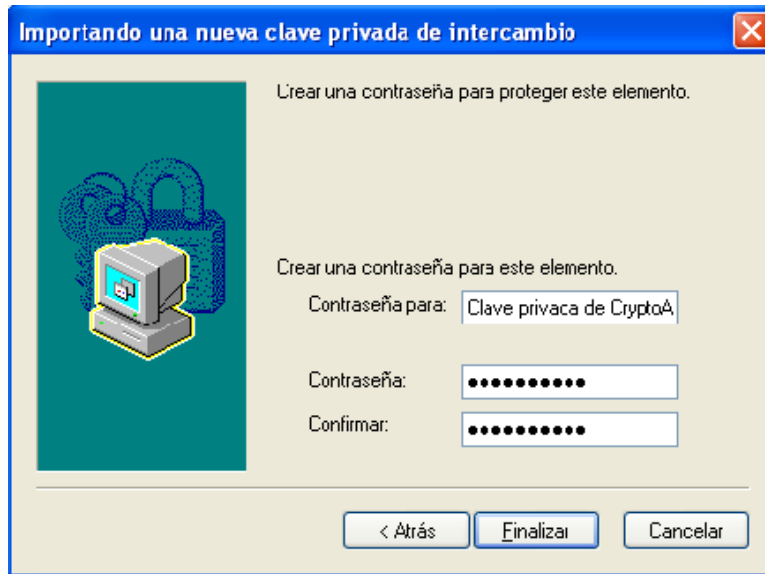 Importando una nueva clave privada de intercambio
Crear una contraseña para proteger este elemento.
Crear una contraseña para este elemento.
Contraseña para: Clave privaca de CryptoA
Contraseña: ●●●●●●●●●●
Confirmar: ●●●●●●●●●●
< Atrás Finalizar Cancelar